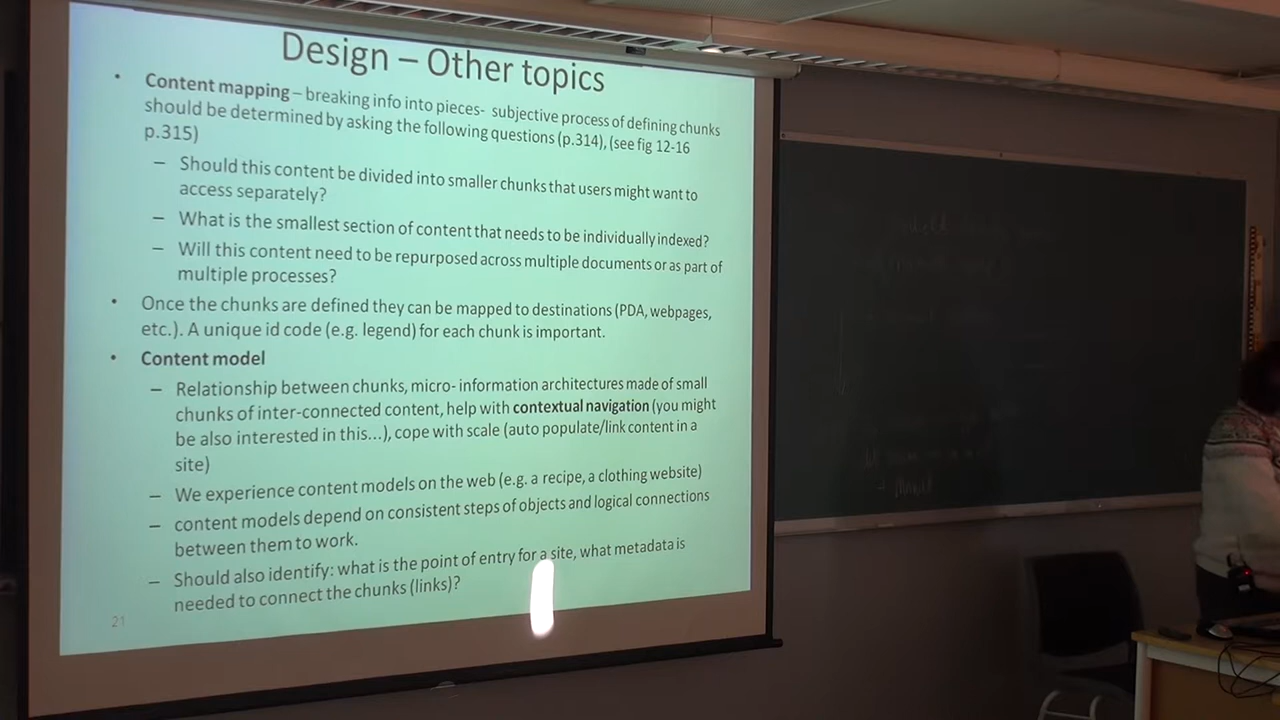 Design – Other topics
• Content mapping – breaking info into pieces- subjective process of defining chunks
should be determined by asking the following questions (p.314), (see fig 12-16
p.315)
– Should this content be divided into smaller chunks that users might want to
access separately?
– What is the smallest section of content that needs to be individually indexed?
– Will this content need to be repurposed across multiple documents or as part of
multiple processes?
• Once the chunks are defined they can be mapped to destinations (PDA, webpages,
etc.). A unique id code (e.g. legend) for each chunk is important.
• Content model
– Relationship between chunks, micro- information architectures made of small
chunks of inter-connected content, help with contextual navigation (you might
be also interested in this...), cope with scale (auto populate/link content in a
site)
– We experience content models on the web (e.g. a recipe, a clothing website)
– content models depend on consistent steps of objects and logical connections
between them to work.
– Should also identify: what is the point of entry for a site, what metadata is
needed to connect the chunks (links)?
21